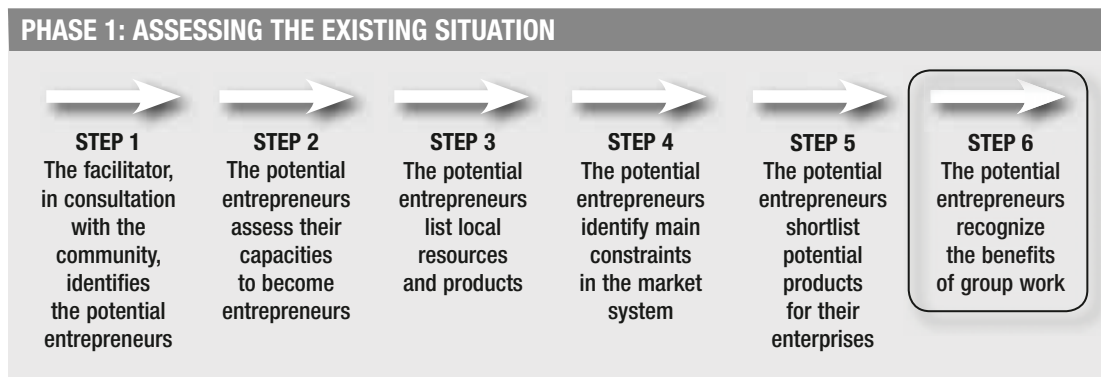 PHASE 1: ASSESSING THE EXISTING SITUATION
STEP 1
The facilitator,
in consultation
with the
community,
identifies
the potential
entrepreneurs
STEP 2
The potential
entrepreneurs
assess their
capacities
to become
entrepreneurs
STEP 3
The potential
entrepreneurs
list local
resources
and products
STEP 4
The potential
entrepreneurs
identify main
constraints
in the market
system
STEP 5
The potential
entrepreneurs
shortlist
potential
products
for their
enterprises
STEP 6
The potential
entrepreneurs
recognize
the benefits
of group work